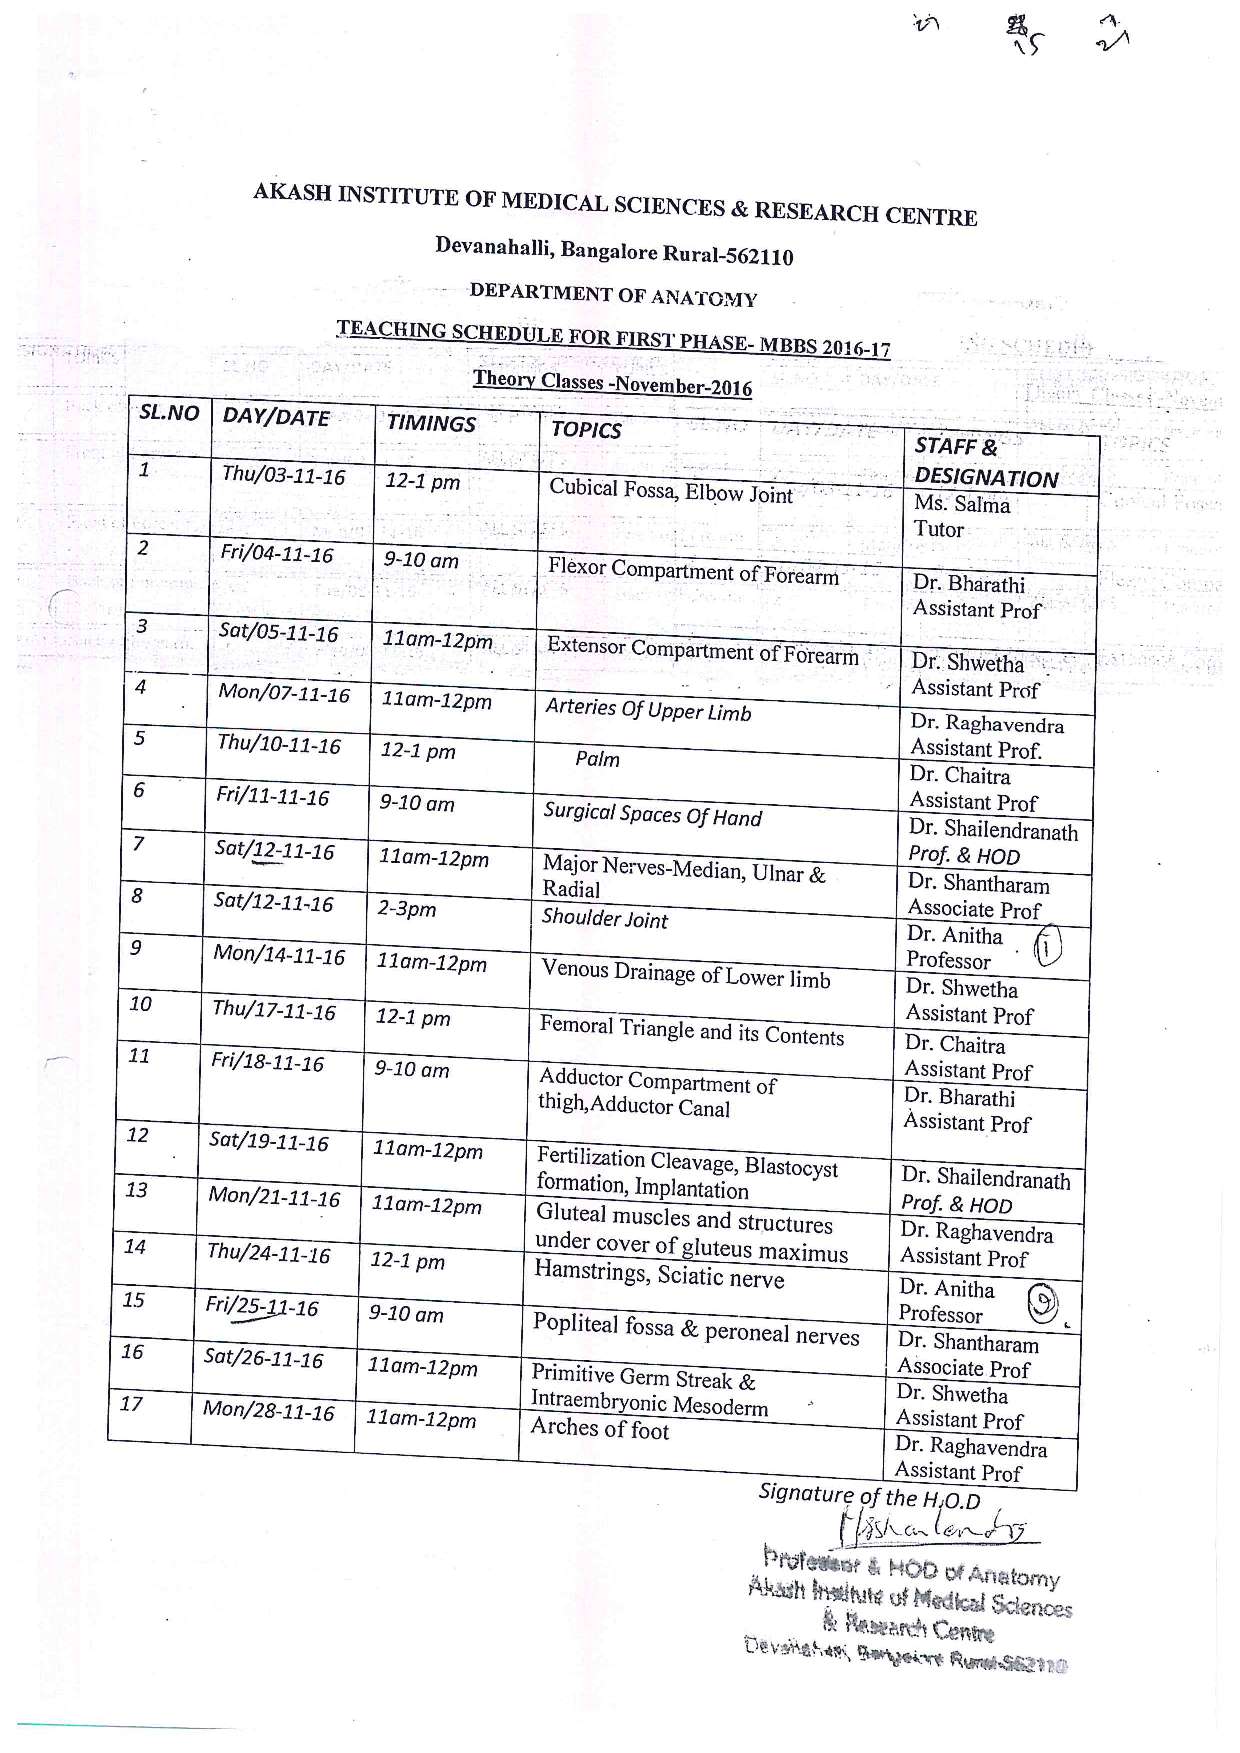 AKASH INSTITUTE OF MEDICAL SCIENCES & RESEARCH CENTRE
Devanahalli, Bangalore Rural-562110
DEPARTMENT OF ANATOMY
TEACHING SCHEDULE FOR FIRST PHASE- MBBS 2016-17
Theory Classes -November-2016
SL.NO DAY/DATE TIMINGS TOPICS STAFF &
DESIGNATION
1 Thu/03-11-16 12-1 pm Cubical Fossa, Elbow Joint Ms. Salma
Tutor
2 Fri/04-11-16 9-10 am Flexor Compartment of Forearm Dr. Bharathi
Assistant Prof
3 Sat/05-11-16 11am-12pm Extensor Compartment of Forearm Dr. Shwetha
Assistant Prof
4 Mon/07-11-16 11am-12pm Arteries Of Upper Limb Dr. Raghavendra
Assistant Prof.
5 Thu/10-11-16 12-1 pm Palm Dr. Chaitra
Assistant Prof
6 Fri/11-11-16 9-10 am Surgical Spaces Of Hand Dr. Shailendranath
Prof. & HOD
7 Sat/12-11-16 11am-12pm Major Nerves-Median, Ulnar & Dr. Shantharam
Radial Associate Prof
8 Sat/12-11-16 2-3pm Shoulder Joint Dr. Anitha
Professor
9 Mon/14-11-16 11am-12pm Venous Drainage of Lower limb Dr. Shwetha
Assistant Prof
10 Thu/17-11-16 12-1 pm Femoral Triangle and its Contents Dr. Chaitra
Assistant Prof
11 Fri/18-11-16 9-10 am Adductor Compartment of Dr. Bharathi
thigh,Adductor Canal Assistant Prof
12 Sat/19-11-16 11am-12pm Fertilization Cleavage, Blastocyst Dr. Shailendranath
formation, Implantation Prof. & HOD
13 Mon/21-11-16 11am-12pm Gluteal muscles and structures Dr. Raghavendra
under cover of gluteus maximus Assistant Prof
14 Thu/24-11-16 12-1 pm Hamstrings, Sciatic nerve Dr. Anitha
Professor
15 Fri/25-11-16 9-10 am Popliteal fossa & peroneal nerves Dr. Shantharam
Associate Prof
16 Sat/26-11-16 11am-12pm Primitive Germ Streak & Dr. Shwetha
Intraembryonic Mesoderm Assistant Prof
17 Mon/28-11-16 11am-12pm Arches of foot Dr. Raghavendra
Assistant Prof
Signature of the H.O.D
Professor & HOD of Anatomy
Akash Institute of Medical Sciences
& Research Centre
Rural-562110